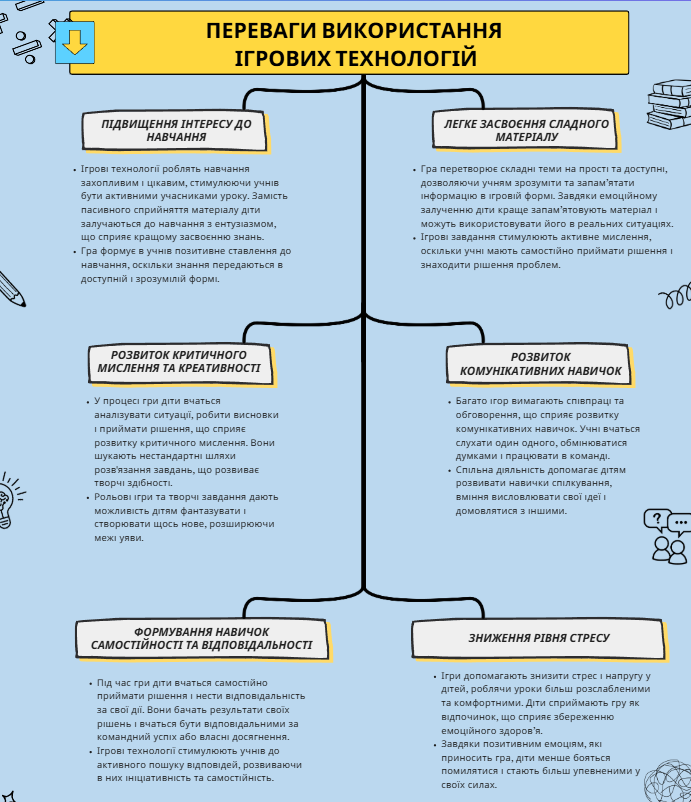 ПЕРЕВАГИ ВИКОРИСТАННЯ
ІГРОВИХ ТЕХНОЛОГІЙ
ПІДВИЩЕННЯ ІНТЕРЕСУ ДО
НАВЧАННЯ
• Ігрові технології роблять навчання
захопливим і цікавим, стимулюючи учнів
бути активними учасниками уроку. Замість
пасивного сприйняття матеріалу діти
залучаються до навчання з ентузіазмом,
що сприяє кращому засвоєнню знань.
• Гра формує в учнів позитивне ставлення до
навчання, оскільки знання передаються в
доступній і зрозумілій формі.
ЛЕГКЕ ЗАСВОЄННЯ СЛАДНОГО
МАТЕРІАЛУ
• Гра перетворює складні теми на прості та доступні,
дозволяючи учням зрозуміти та запам’ятати
інформацію в ігровій формі. Завдяки емоційному
залученню діти краще запам’ятовують матеріал і
можуть використовувати його в реальних ситуаціях.
• Ігрові завдання стимулюють активне мислення,
оскільки учні мають самостійно приймати рішення і
знаходити рішення проблем.
РОЗВИТОК КРИТИЧНОГО
МИСЛЕННЯ ТА КРЕАТИВНОСТІ
• У процесі гри діти вчаться
аналізувати ситуації, робити висновки
і приймати рішення, що сприяє
розвитку критичного мислення. Вони
шукають нестандартні шляхи
розв’язання завдань, що розвиває
творчі здібності.
• Рольові ігри та творчі завдання дають
можливість дітям фантазувати і
створювати щось нове, розширюючи
межі уяви.
РОЗВИТОК
КОМУНІКАТИВНИХ НАВИЧОК
• Багато ігор вимагають співпраці та
обговорення, що сприяє розвитку
комунікативних навичок. Учні вчаться
слухати один одного, обмінюватися
думками і працювати в команді.
• Спільна діяльність допомагає дітям
розвивати навички спілкування,
вміння висловлювати свої ідеї і
домовлятися з іншими.
ФОРМУВАННЯ НАВИЧОК
САМОСТІЙНОСТІ ТА ВІДПОВІДАЛЬНОСТІ
• Під час гри діти вчаться самостійно
приймати рішення і нести відповідальність
за свої дії. Вони бачать результати своїх
рішень і вчаться бути відповідальними за
командний успіх або власні досягнення.
• Ігрові технології стимулюють учнів до
активного пошуку відповідей, розвиваючи
в них ініціативність та самостійність.
ЗНИЖЕННЯ РІВНЯ СТРЕСУ
• Ігри допомагають знизити стрес і напругу у
дітей, роблячи уроки більш розслабленими
та комфортними. Діти сприймають гру як
відпочинок, що сприяє збереженню
емоційного здоров’я.
• Завдяки позитивним емоціям, які
приносить гра, діти менше бояться
помилятися і стають більш упевненими у
своїх силах.